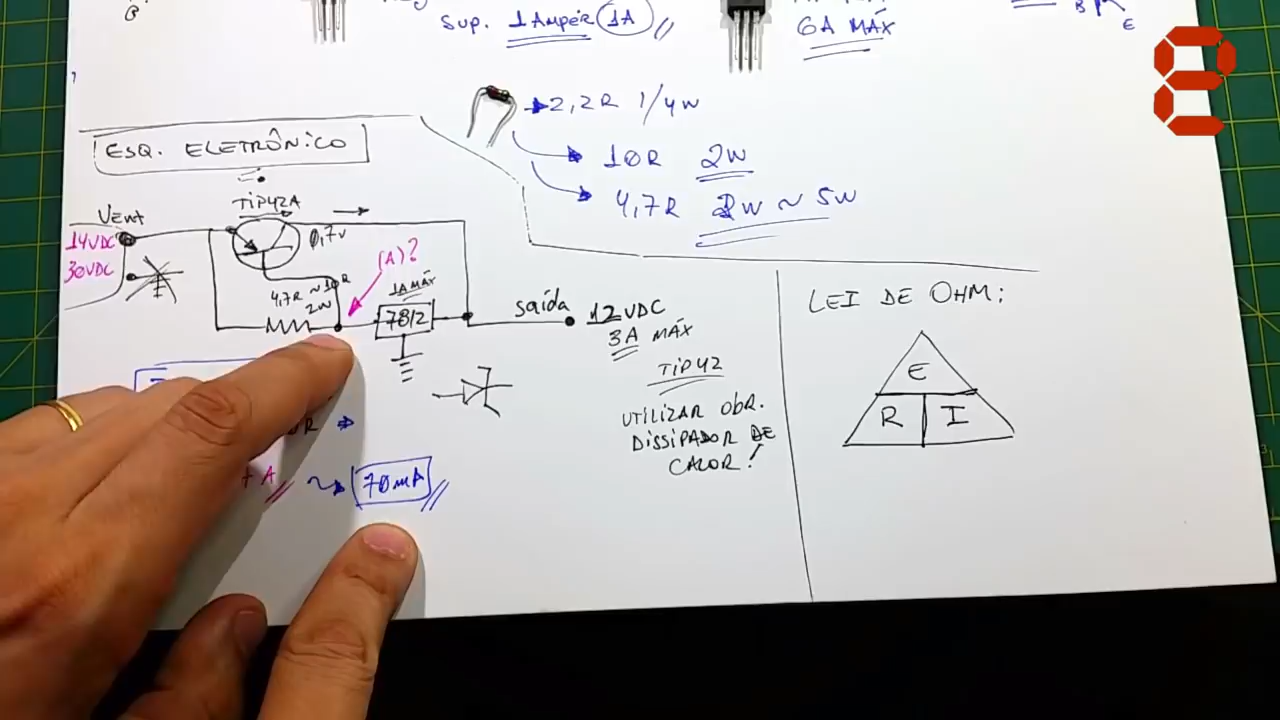 SUP. 1 AMPÉR (1A)
6A MÁX
B
E
2,2R 1/4W
10R 2W
4,7R 2W ~ 5W
ESQ. ELETRÔNICO
TIP42A
VENT
14VDC
30VDC
0,7V
(A)?
4,7R ~ 10R
2W
1A MÁX
7812
saída
12VDC
3A MÁX
TIP42
UTILIZAR OBR.
DISSIPADOR DE
CALOR!
LEI DE OHM:
E
R I
A
70mA